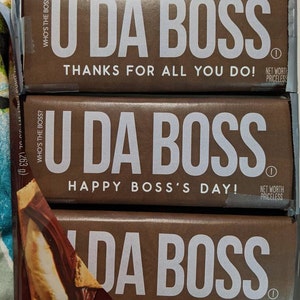 WHO'S THE BOSS?
U DA BOSS
THANKS FOR ALL YOU DO!
NET WORTH
PRICELESS
WHO'S THE BOSS?
U DA BOSS
HAPPY BOSS'S DAY!
NET WORTH
PRICELESS
U DA BOSS